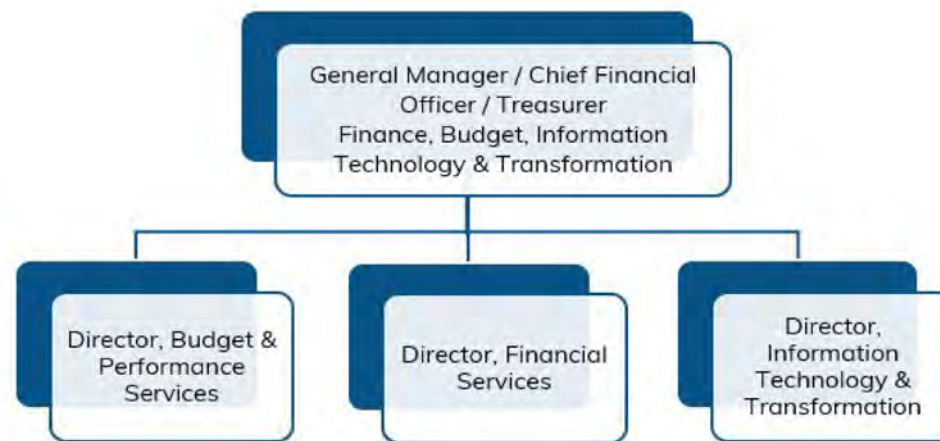 General Manager / Chief Financial
Officer / Treasurer
Finance, Budget, Information
Technology & Transformation
Director, Budget &
Performance
Services
Director, Financial
Services
Director,
Information
Technology &
Transformation